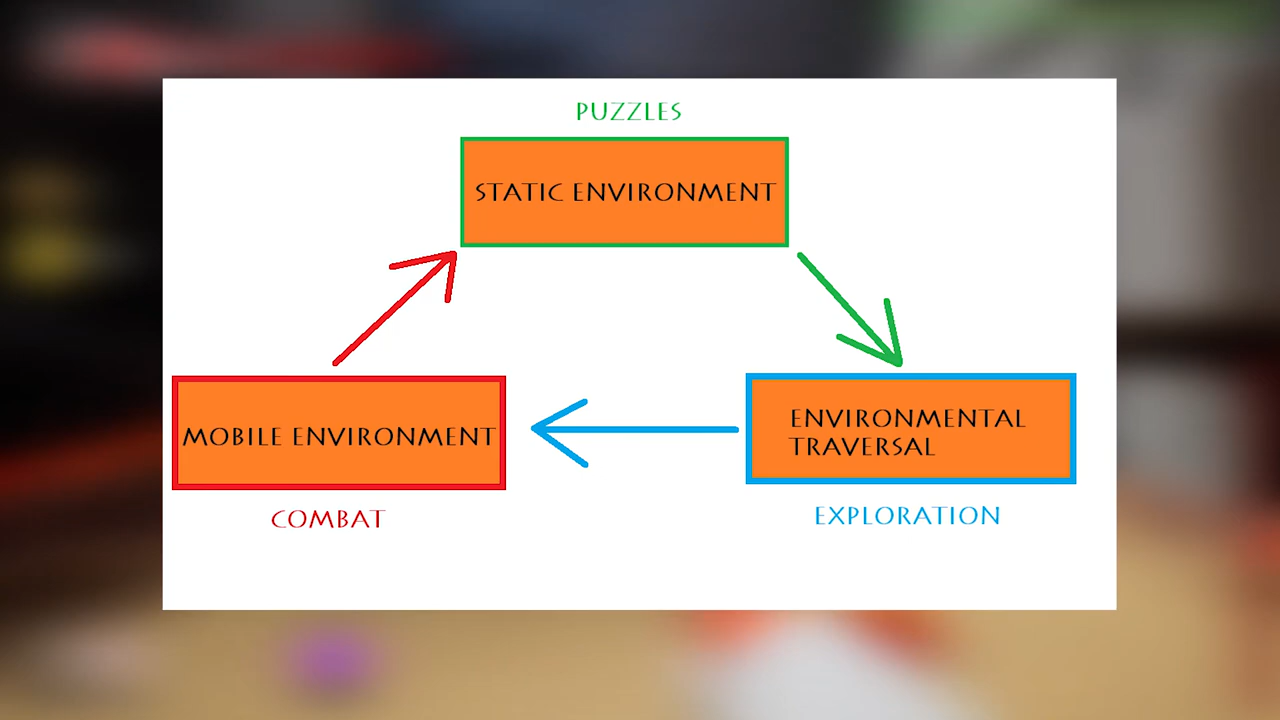 PUZZLES
STATIC ENVIRONMENT
MOBILE ENVIRONMENT
ENVIRONMENTAL
TRAVERSAL
COMBAT
EXPLORATION